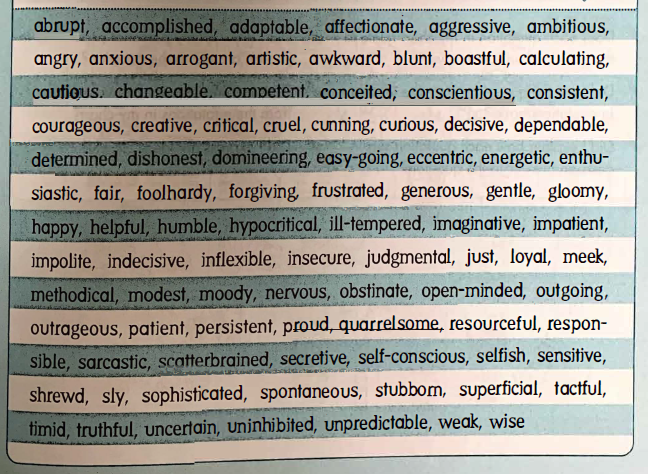 abrupt, accomplished, adaptable, affectionate, aggressive, ambitious,
angry, anxious, arrogant, artistic, awkward, blunt, boastful, calculating,
cautious, changeable, competent, conceited, conscientious, consistent,
courageous, creative, critical, cruel, cunning, curious, decisive, dependable,
determined, dishonest, domineering, easy-going, eccentric, energetic, enthu-
siastic, fair, foolhardy, forgiving, frustrated, generous, gentle, gloomy,
happy, helpful, humble, hypocritical, ill-tempered, imaginative, impatient,
impolite, indecisive, inflexible, insecure, judgmental, just, loyal, meek,
methodical, modest, moody, nervous, obstinate, open-minded, outgoing,
outrageous, patient, persistent, proud, quarrelsome, resourceful, respon-
sible, sarcastic, scatterbrained, secretive, self-conscious, selfish, sensitive,
shrewd, sly, sophisticated, spontaneous, stubborn, superficial, tactful,
timid, truthful, uncertain, uninhibited, unpredictable, weak, wise